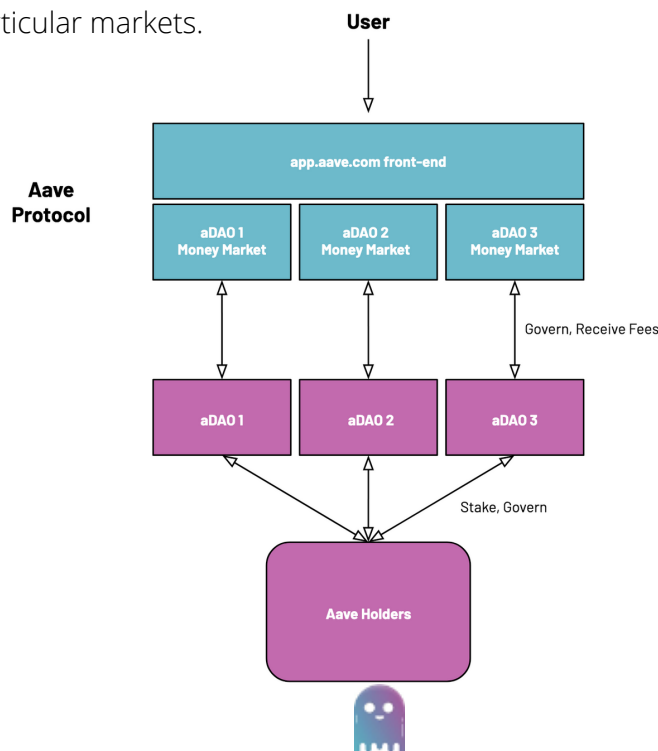 ticular markets.
User
app.aave.com front-end
Aave
Protocol
aDAO 1
Money Market
aDAO 2
Money Market
aDAO 3
Money Market
Govern, Receive Fees
aDAO 1
aDAO 2
aDAO 3
Stake, Govern
Aave Holders